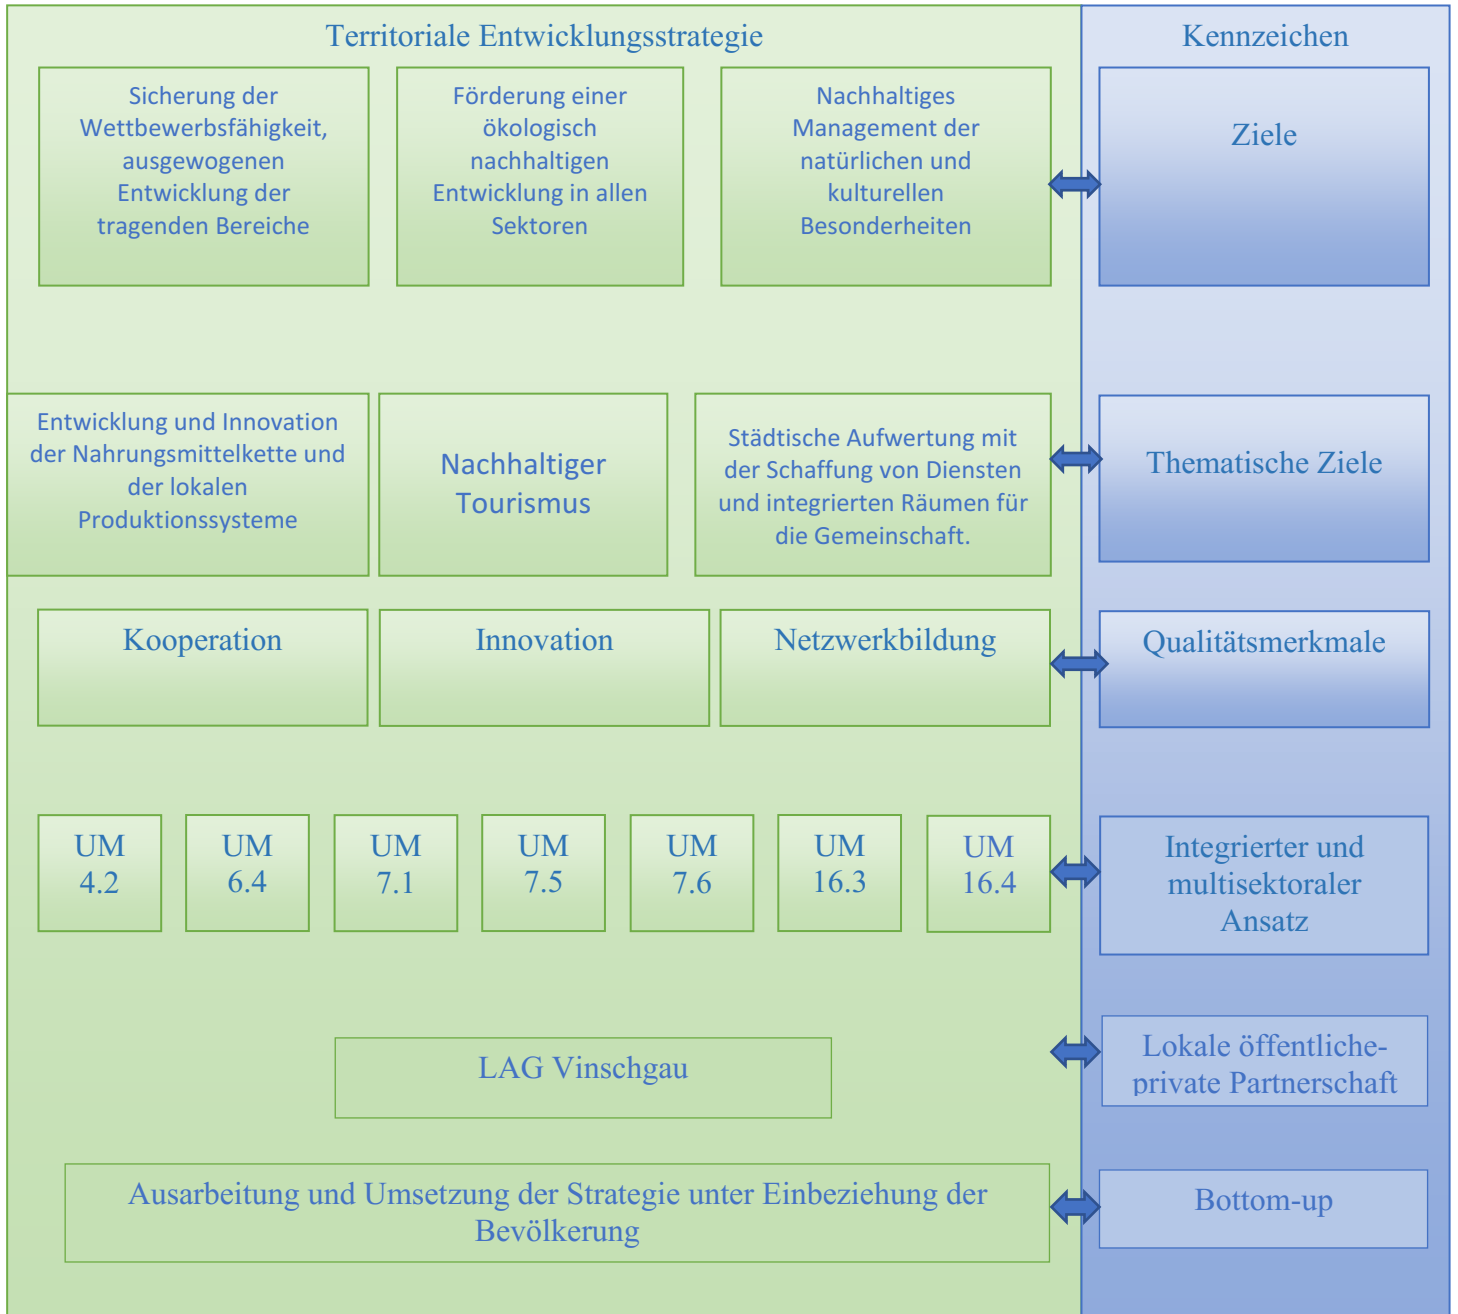 Territoriale Entwicklungsstrategie
Kennzeichen
Sicherung der
Wettbewerbsfähigkeit,
ausgewogenen
Entwicklung der
tragenden Bereiche
Förderung einer
ökologisch
nachhaltigen
Entwicklung in allen
Sektoren
Nachhaltiges
Management der
natürlichen und
kulturellen
Besonderheiten
Ziele
Entwicklung und Innovation
der Nahrungsmittelkette und
der lokalen
Produktionssysteme
Nachhaltiger
Tourismus
Städtische Aufwertung mit
der Schaffung von Diensten
und integrierten Räumen für
die Gemeinschaft.
Thematische Ziele
Kooperation
Innovation
Netzwerkbildung
Qualitätsmerkmale
UM
4.2
UM
6.4
UM
7.1
UM
7.5
UM
7.6
UM
16.3
UM
16.4
Integrierter und
multisektoraler
Ansatz
LAG Vinschgau
Lokale öffentliche-
private Partnerschaft
Ausarbeitung und Umsetzung der Strategie unter Einbeziehung der
Bevölkerung
Bottom-up